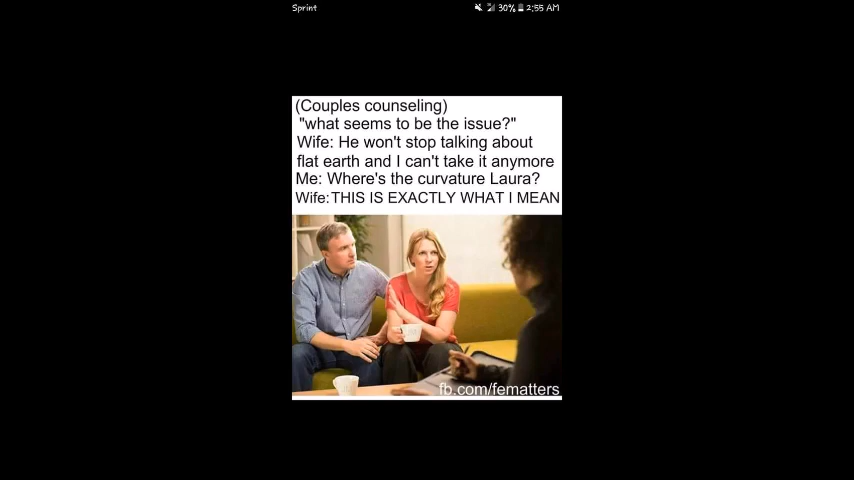 Sprint 30% 2:55 AM
(Couples counseling)
"what seems to be the issue?"
Wife: He won't stop talking about
flat earth and I can't take it anymore
Me: Where's the curvature Laura?
Wife: THIS IS EXACTLY WHAT I MEAN
fb.com/fematters